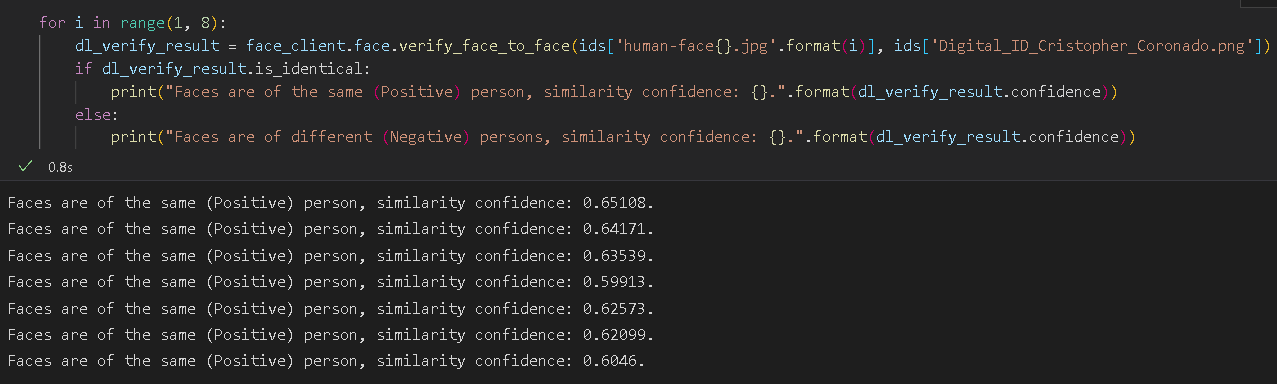 for i in range(1, 8):
    dl_verify_result = face_client.face.verify_face_to_face(ids['human-face{}.jpg'.format(i)], ids['Digital_ID_Cristopher_Coronado.png'])
    if dl_verify_result.is_identical:
        print("Faces are of the same (Positive) person, similarity confidence: {}.".format(dl_verify_result.confidence))
    else:
        print("Faces are of different (Negative) persons, similarity confidence: {}.".format(dl_verify_result.confidence))
✓ 0.8s
Faces are of the same (Positive) person, similarity confidence: 0.65108.
Faces are of the same (Positive) person, similarity confidence: 0.64171.
Faces are of the same (Positive) person, similarity confidence: 0.63539.
Faces are of the same (Positive) person, similarity confidence: 0.59913.
Faces are of the same (Positive) person, similarity confidence: 0.62573.
Faces are of the same (Positive) person, similarity confidence: 0.62099.
Faces are of the same (Positive) person, similarity confidence: 0.6046.